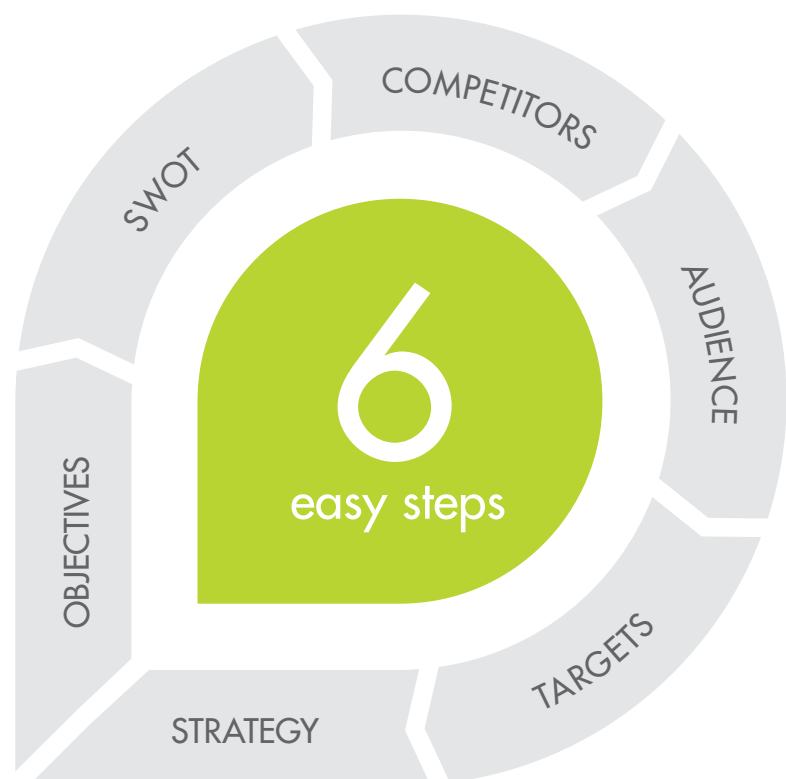 6
easy steps
OBJECTIVES
SWOT
COMPETITORS
AUDIENCE
TARGETS
STRATEGY